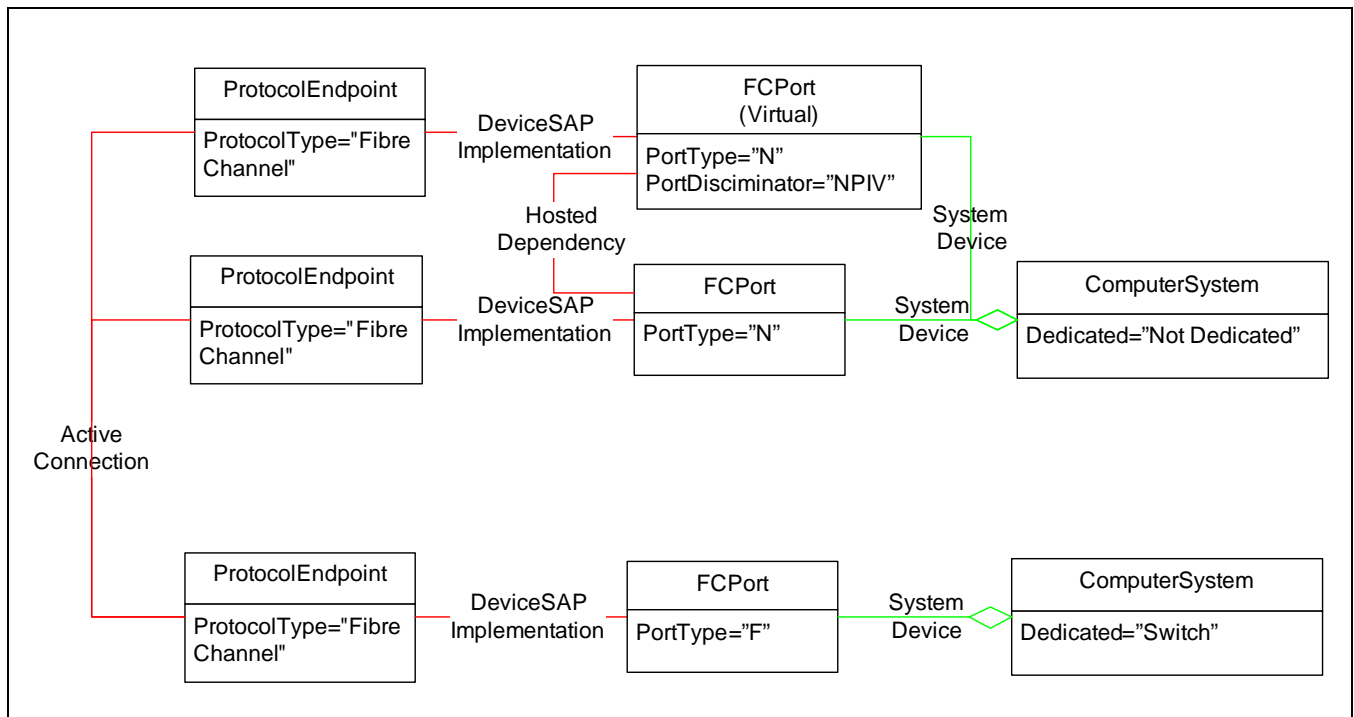 ProtocolEndpoint
ProtocolType="Fibre
Channel"
DeviceSAP
Implementation
FCPort
(Virtual)
PortType=”N”
PortDisciminator=”NPIV”
Hosted
Dependency
System
Device
ProtocolEndpoint
ProtocolType="Fibre
Channel"
DeviceSAP
Implementation
FCPort
PortType=”N”
System
Device
ComputerSystem
Dedicated=”Not Dedicated”
Active
Connection
ProtocolEndpoint
ProtocolType="Fibre
Channel"
DeviceSAP
Implementation
FCPort
PortType=”F”
System
Device
ComputerSystem
Dedicated=”Switch”